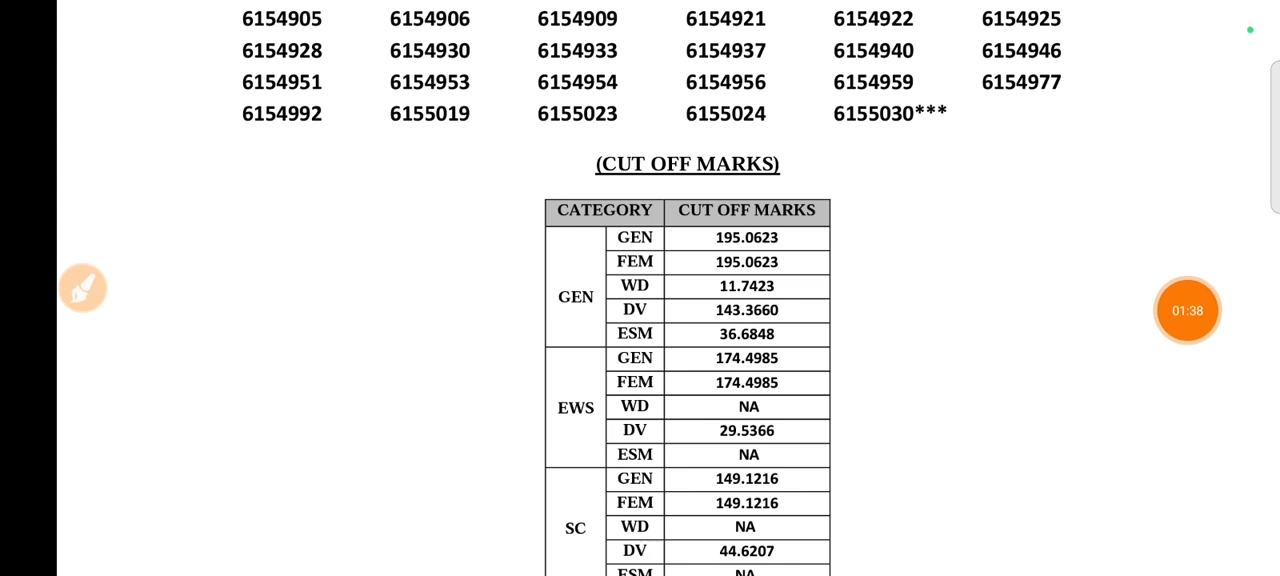 6154905 6154906 6154909 6154921 6154922 6154925
6154928 6154930 6154933 6154937 6154940 6154946
6154951 6154953 6154954 6154956 6154959 6154977
6154992 6155019 6155023 6155024 6155030***
(CUT OFF MARKS)
CATEGORY CUT OFF MARKS
GEN 195.0623
FEM 195.0623
WD 11.7423
GEN
DV 143.3660
ESM 36.6848
GEN 174.4985
FEM 174.4985
EWS
WD NA
DV 29.5366
ESM NA
GEN 149.1216
FEM 149.1216
SC
WD NA
DV 44.6207
ESM NA
01:38